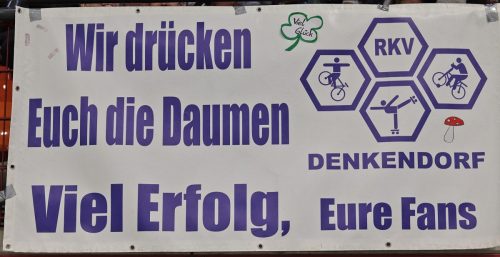 Wir drücken
Euch die Daumen
Viel Erfolg,
Viel
Glück
RKV
DENKENDORF
Eure Fans